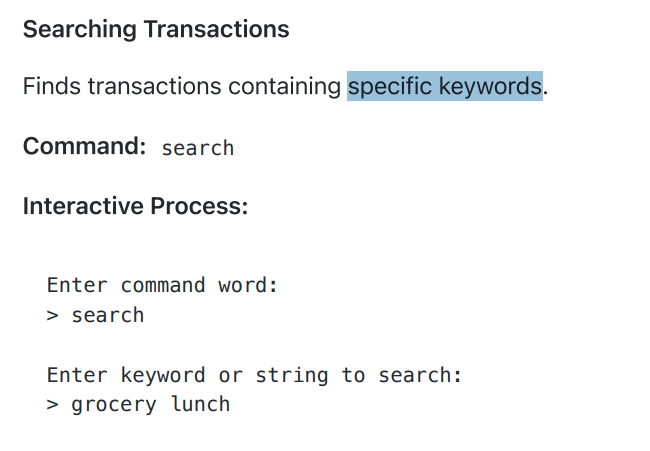 Searching Transactions
Finds transactions containing specific keywords.
Command: search
Interactive Process:
Enter command word:
> search
Enter keyword or string to search:
> grocery lunch